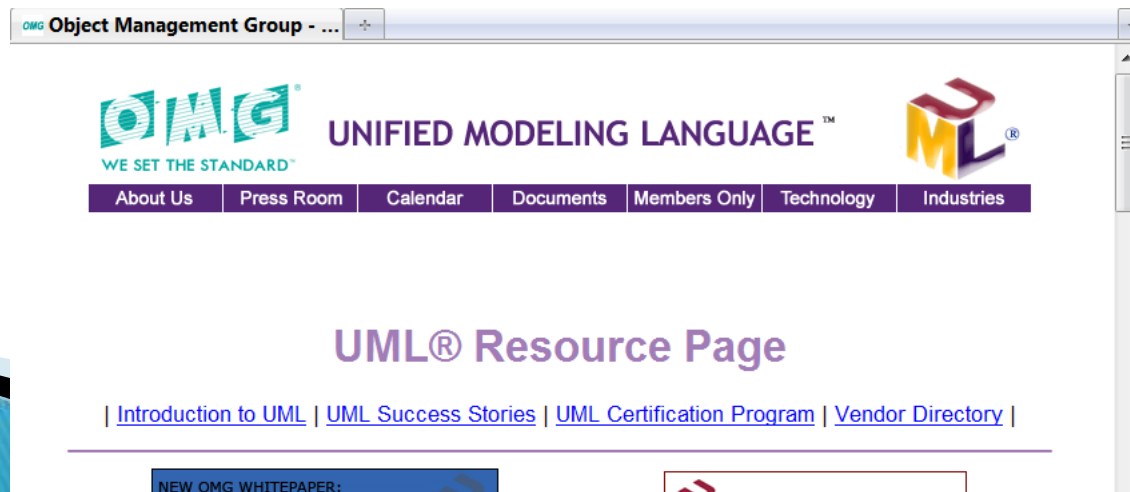 OMG Object Management Group - ...
OMG®
WE SET THE STANDARD™
UNIFIED MODELING LANGUAGE™
UML®
About Us Press Room Calendar Documents Members Only Technology Industries
UML® Resource Page
| Introduction to UML | UML Success Stories | UML Certification Program | Vendor Directory |
NEW OMG WHITEPAPER: